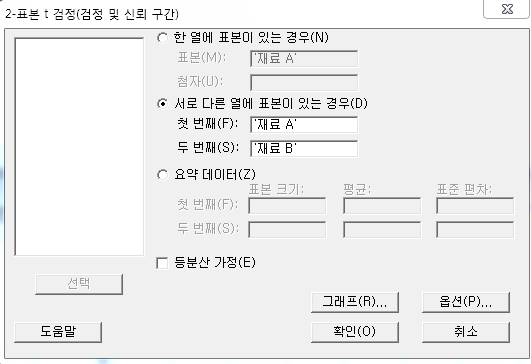 2-표본 t 검정(검정 및 신뢰 구간)
한 열에 표본이 있는 경우(N)
표본(M): '재료 A'
첨자(U):
서로 다른 열에 표본이 있는 경우(D)
첫 번째(F): '재료 A'
두 번째(S): '재료 B'
요약 데이터(Z)
표본 크기: 평균: 표준 편차:
첫 번째(F):
두 번째(S):
등분산 가정(E)
선택
그래프(R)... 옵션(P)...
도움말 확인(O) 취소